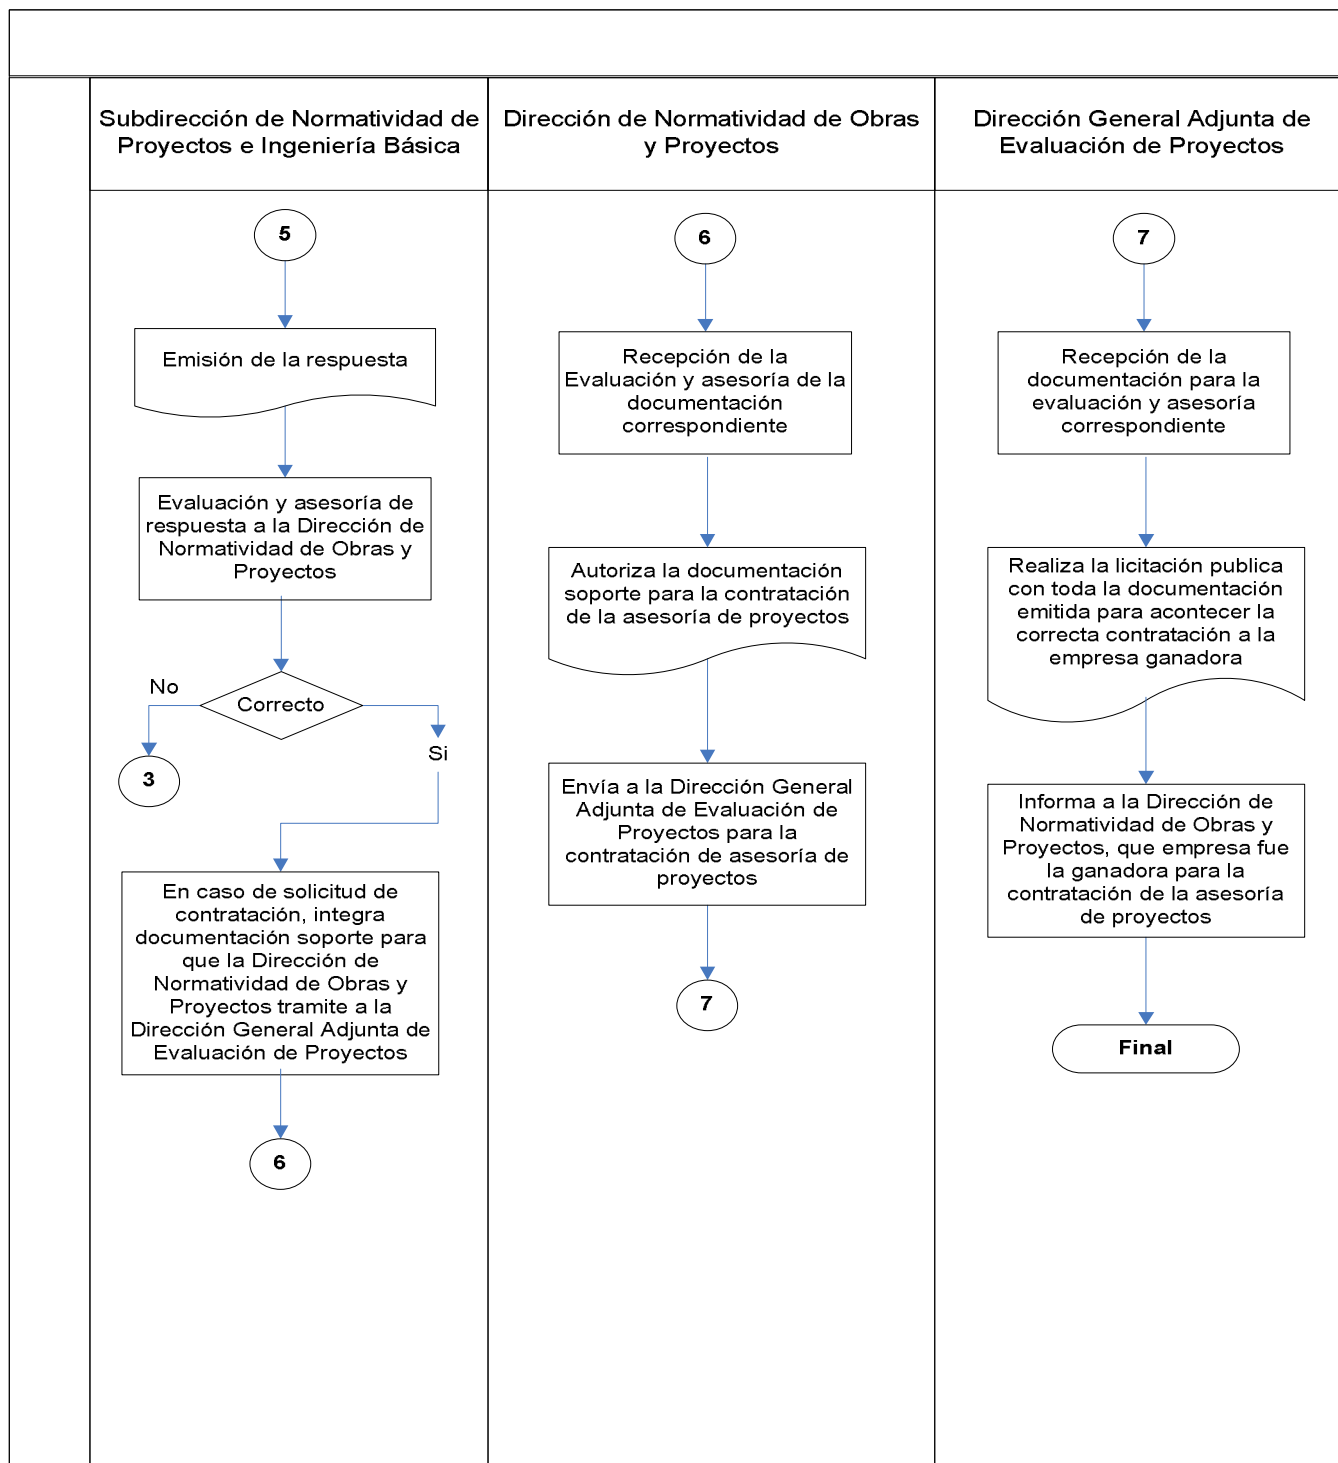 Subdirección de Normatividad de
Proyectos e Ingeniería Básica
Dirección de Normatividad de Obras
y Proyectos
Dirección General Adjunta de
Evaluación de Proyectos
5
Emisión de la respuesta
Evaluación y asesoría de
respuesta a la Dirección de
Normatividad de Obras y
Proyectos
Correcto
No
Si
3
En caso de solicitud de
contratación, integra
documentación soporte para
que la Dirección de
Normatividad de Obras y
Proyectos tramite a la
Dirección General Adjunta de
Evaluación de Proyectos
6
6
Recepción de la
Evaluación y asesoría de la
documentación
correspondiente
Autoriza la documentación
soporte para la contratación
de la asesoría de proyectos
Envía a la Dirección General
Adjunta de Evaluación de
Proyectos para la
contratación de asesoría de
proyectos
7
7
Recepción de la
documentación para la
evaluación y asesoría
correspondiente
Realiza la licitación publica
con toda la documentación
emitida para acontecer la
correcta contratación a la
empresa ganadora
Informa a la Dirección de
Normatividad de Obras y
Proyectos, que empresa fue
la ganadora para la
contratación de la asesoría
de proyectos
Final